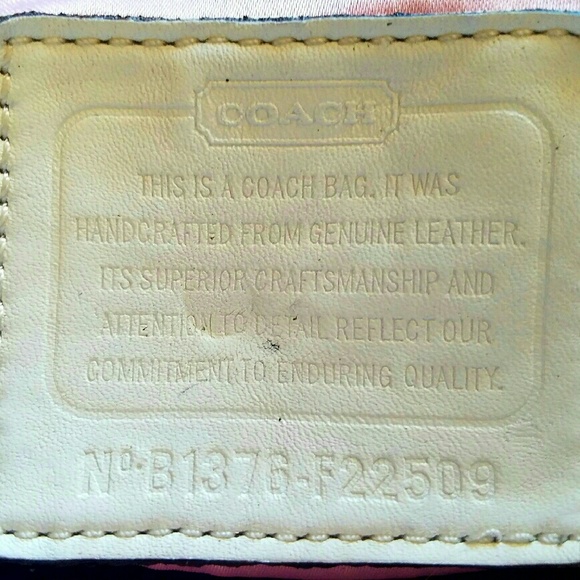 COACH
THIS IS A COACH BAG. IT WAS
HANDCRAFTED FROM GENUINE LEATHER.
ITS SUPERIOR CRAFTSMANSHIP AND
ATTENTION TO DETAIL REFLECT OUR
COMMITMENT TO ENDURING QUALITY.
Nº·B1376-F22509